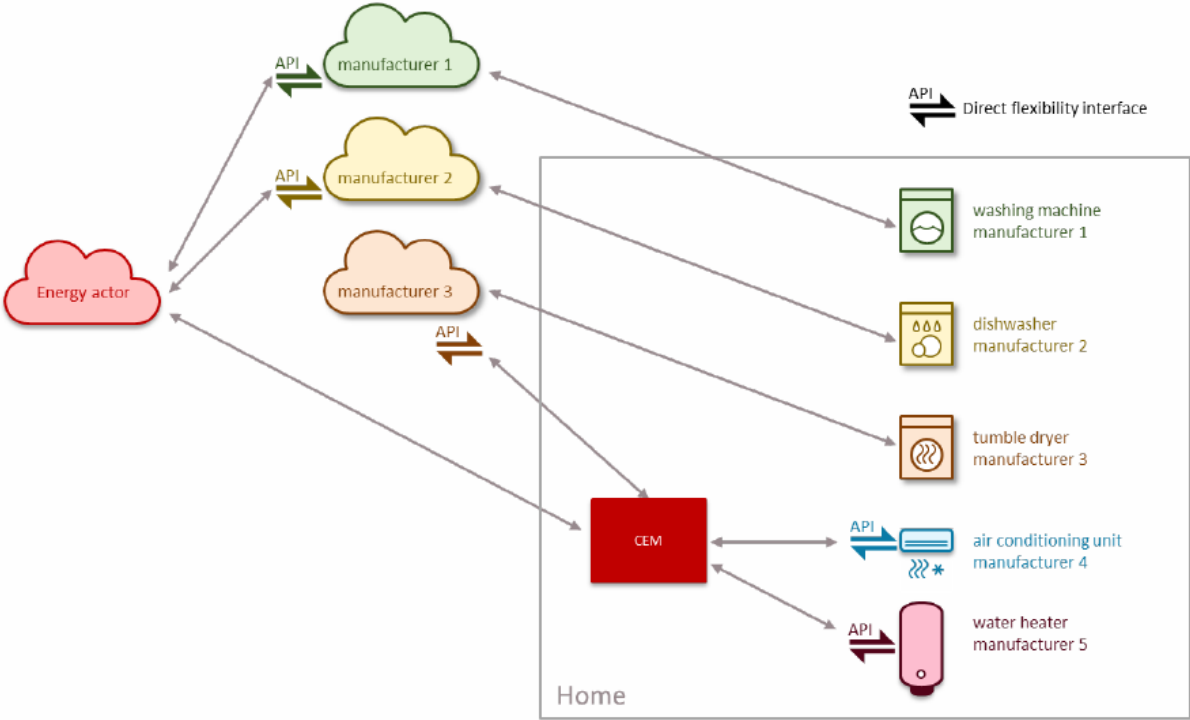 API
manufacturer 1
API
Direct flexibility interface
API
manufacturer 2
washing machine
manufacturer 1
Energy actor
manufacturer 3
API
dishwasher
manufacturer 2
tumble dryer
manufacturer 3
CEM
API
air conditioning unit
manufacturer 4
API
water heater
manufacturer 5
Home